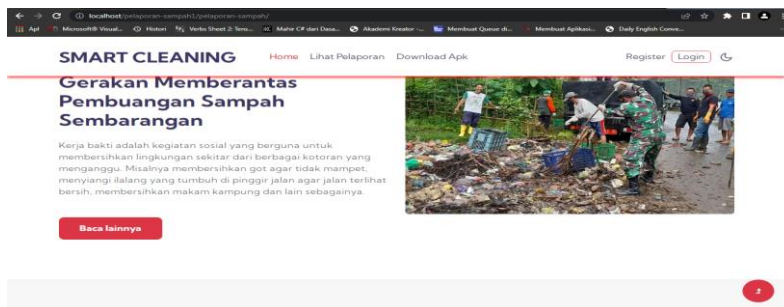 localhost/pelaporan-sampah1/pelaporan-sampah/
Apl Microsoft® Visual... Histori Verbs Sheet 2: Tens... Mahir C# dari Dasa... Akademi Kreator -... Membuat Queue di... Membuat Aplikasi... Daily English Conve...
SMART CLEANING Home Lihat Pelaporan Download Apk Register Login
Gerakan Memberantas
Pembuangan Sampah
Sembarangan
Kerja bakti adalah kegiatan sosial yang berguna untuk
membersihkan lingkungan sekitar dari berbagai kotoran yang
menganggu. Misalnya membersihkan got agar tidak mampet,
menyiangi ilalang yang tumbuh di pinggir jalan agar jalan terlihat
bersih, membersihkan makam kampung dan lain sebagainya.
Baca lainnya